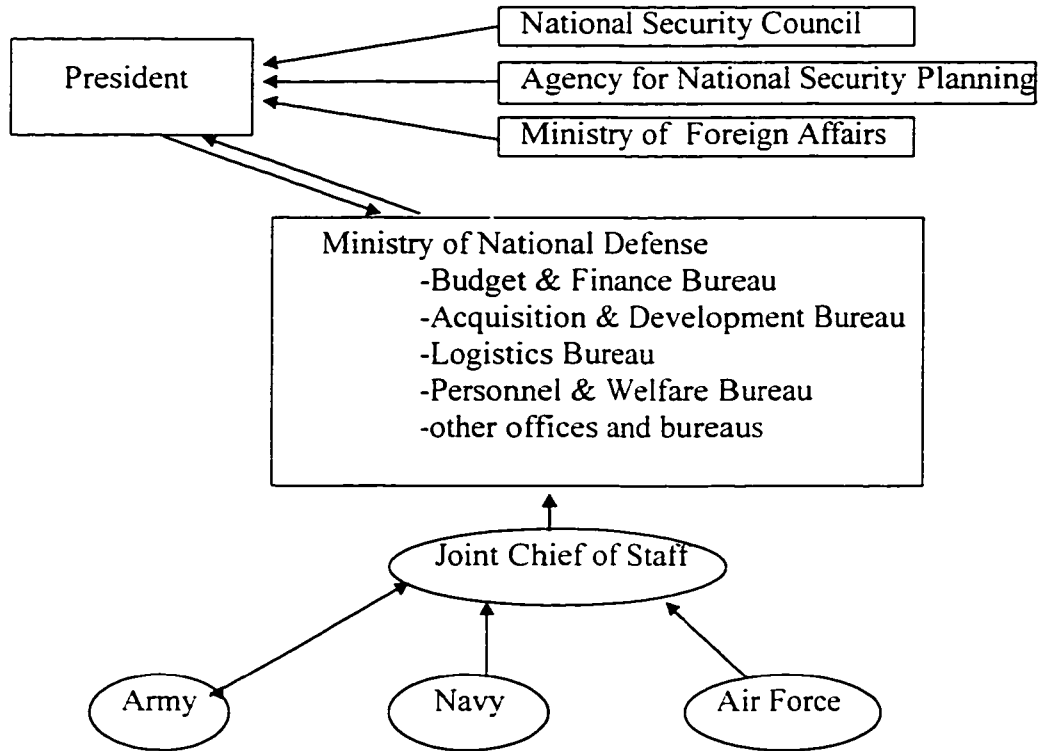 National Security Council
President
Agency for National Security Planning
Ministry of Foreign Affairs
Ministry of National Defense
-Budget & Finance Bureau
-Acquisition & Development Bureau
-Logistics Bureau
-Personnel & Welfare Bureau
-other offices and bureaus
Joint Chief of Staff
Army
Navy
Air Force